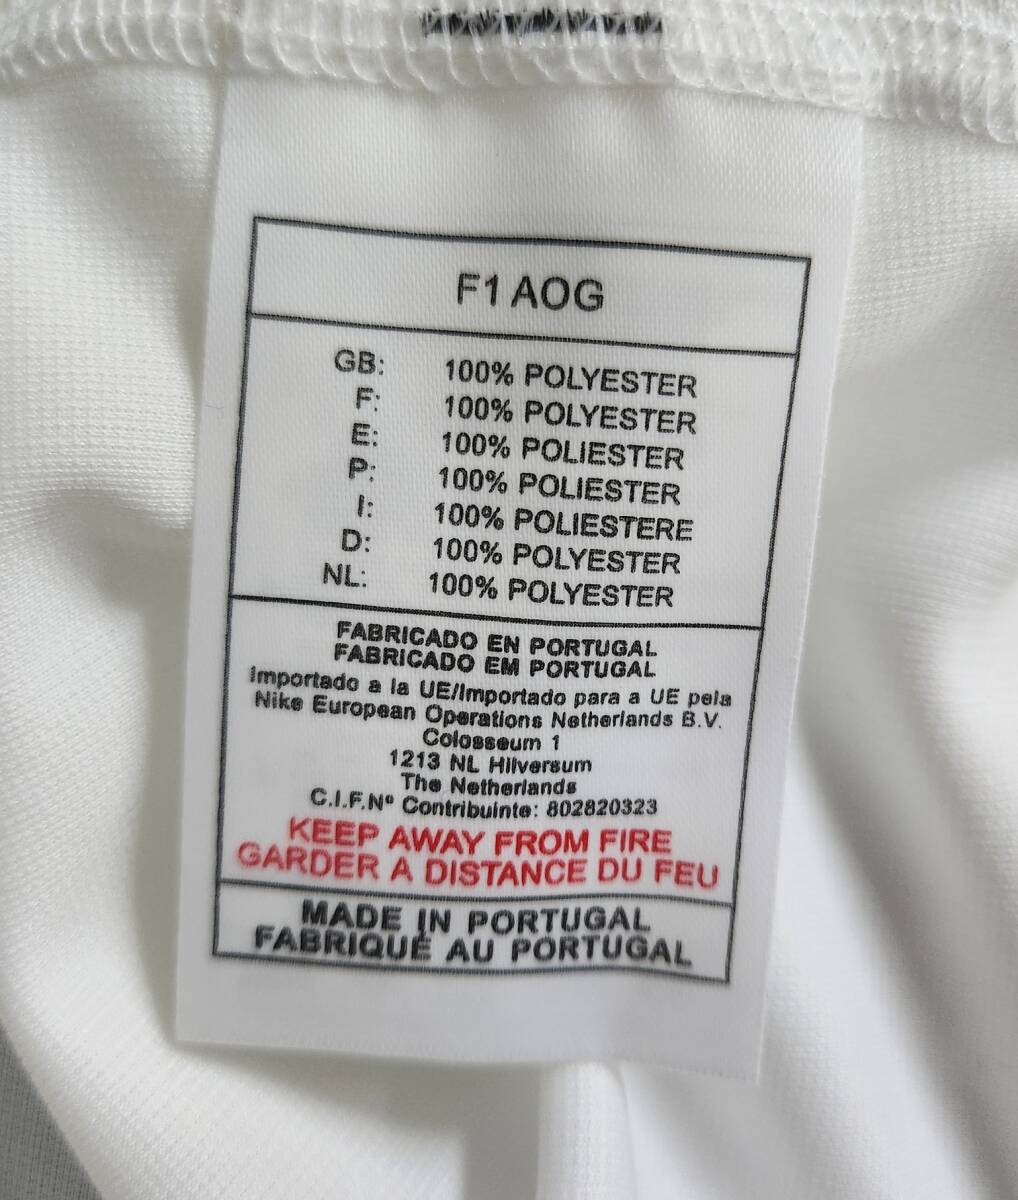 F1 AOG
GB: 100% POLYESTER
F: 100% POLYESTER
E: 100% POLIESTER
P: 100% POLIESTER
I: 100% POLIESTERE
D: 100% POLYESTER
NL: 100% POLYESTER
FABRICADO EN PORTUGAL
FABRICADO EM PORTUGAL
Importado a la UE/Importado para a UE pela
Nike European Operations Netherlands B.V.
Colosseum 1
1213 NL Hilversum
The Netherlands
C.I.F.Nº Contribuinte: 802820323
KEEP AWAY FROM FIRE
GARDER A DISTANCE DU FEU
MADE IN PORTUGAL
FABRIQUÉ AU PORTUGAL